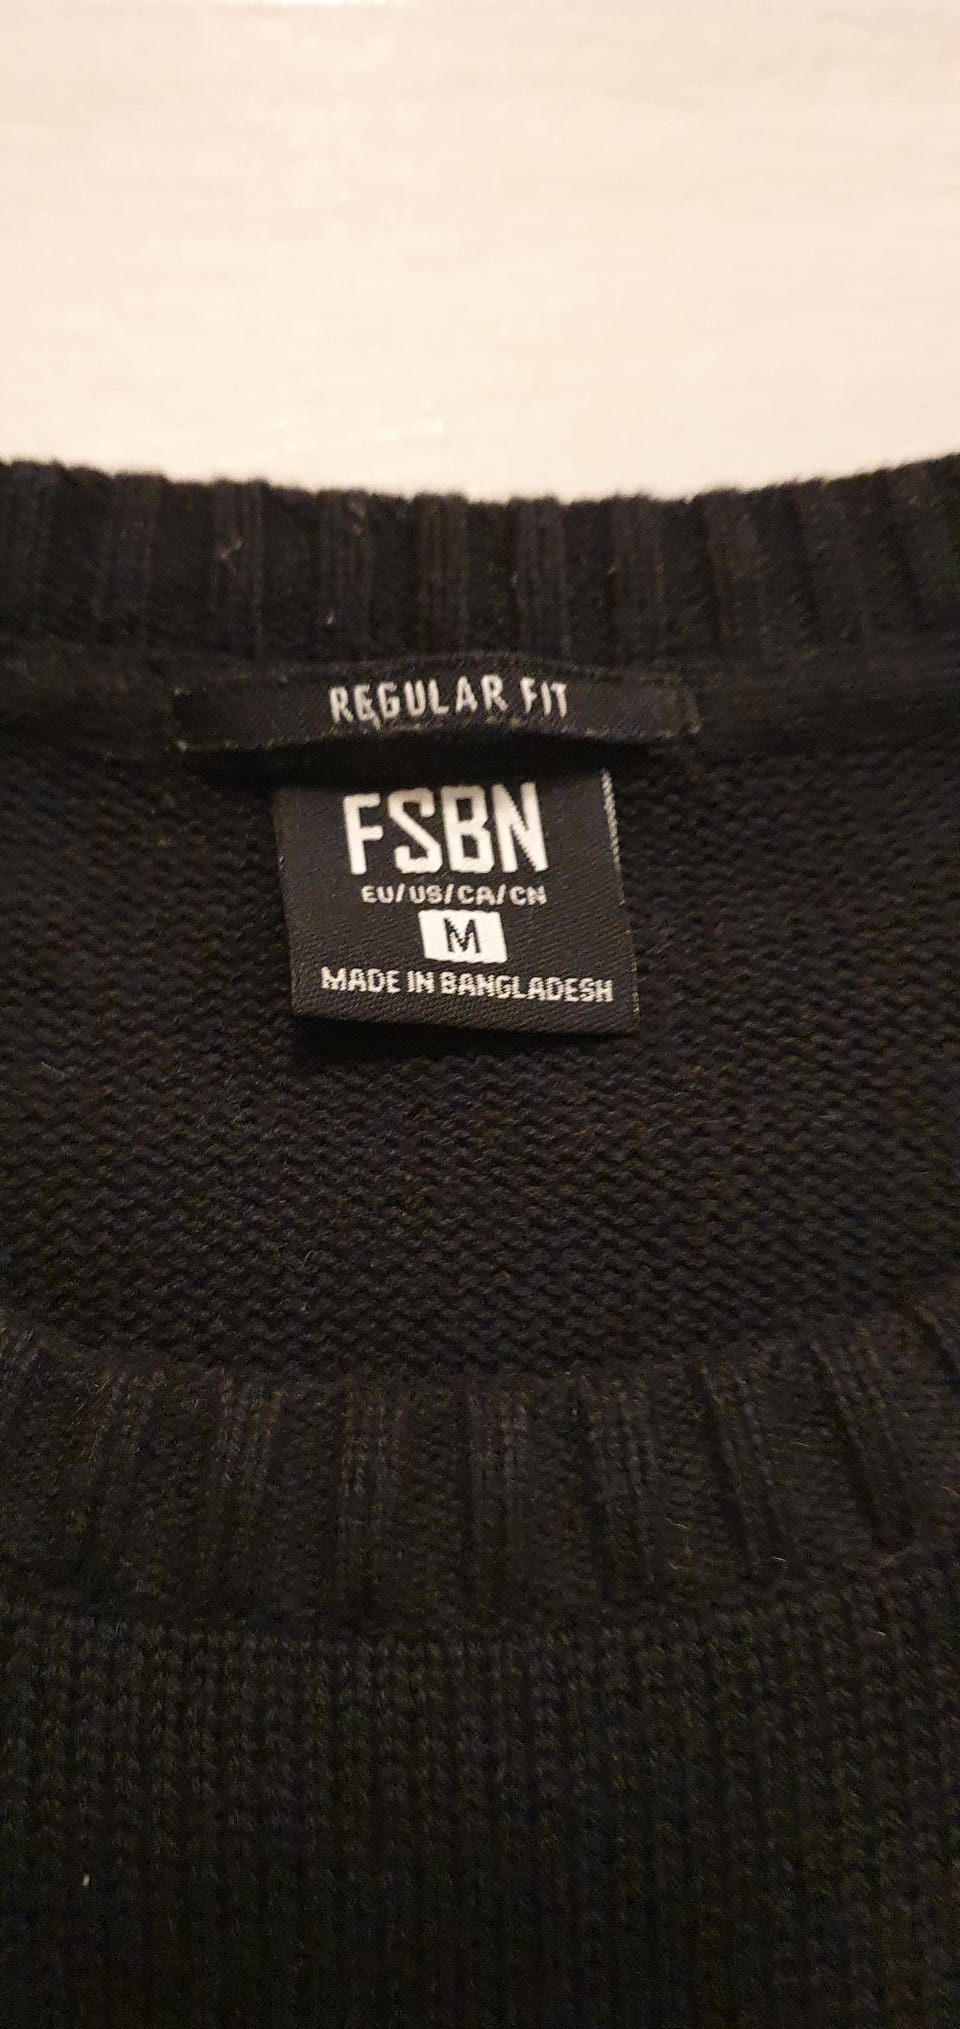 REGULAR FIT
FSBN
EU/US/CA/CN
M
MADE IN BANGLADESH